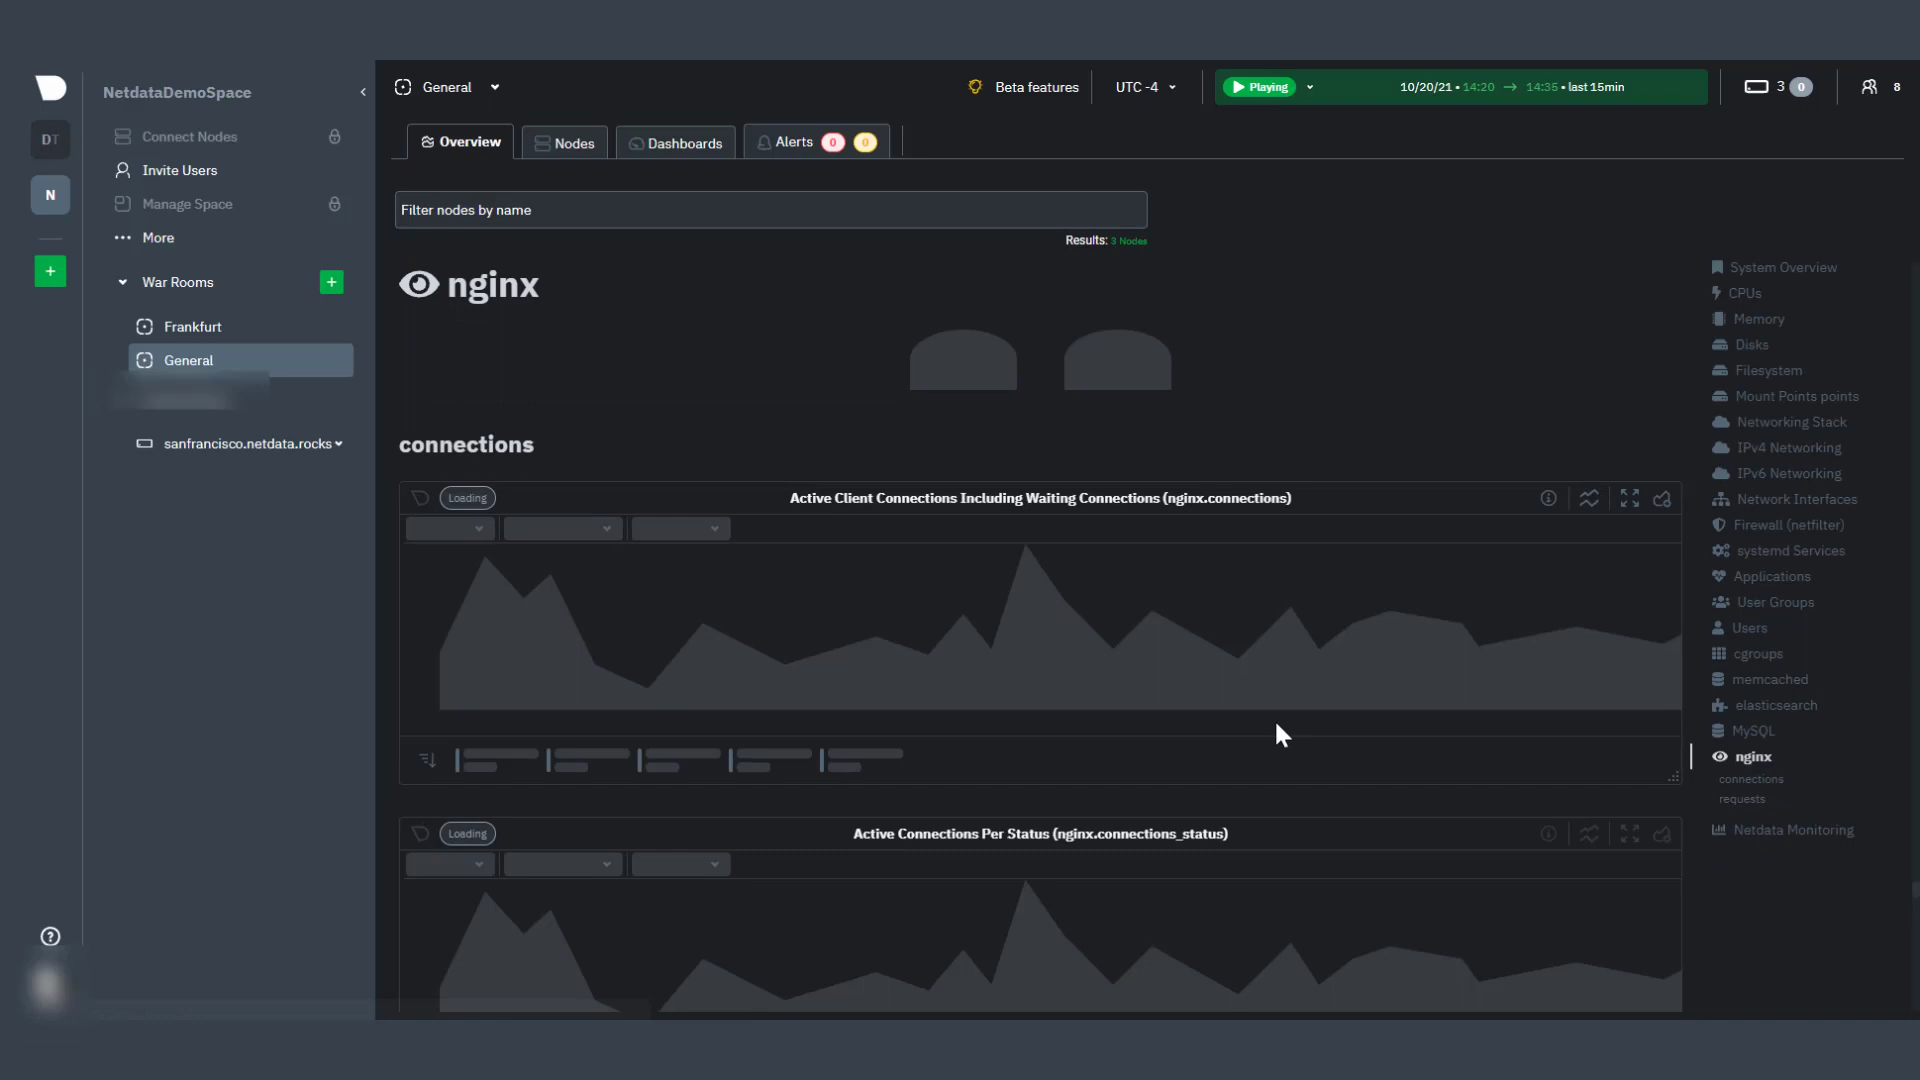 NetdataDemoSpace
DT
Connect Nodes
N
Invite Users
Manage Space
More
War Rooms
Frankfurt
General
sanfrancisco.netdata.rocks
General
Beta features
UTC -4
Playing
10/20/21 • 14:20 → 14:35 • last 15min
3
0
8
Overview
Nodes
Dashboards
Alerts
0
0
Filter nodes by name
Results: 3 Nodes
nginx
connections
Loading
Active Client Connections Including Waiting Connections (nginx.connections)
Loading
Active Connections Per Status (nginx.connections_status)
System Overview
CPUs
Memory
Disks
Filesystem
Mount Points points
Networking Stack
IPv4 Networking
IPv6 Networking
Network Interfaces
Firewall (netfilter)
systemd Services
Applications
User Groups
Users
cgroups
memcached
elasticsearch
MySQL
nginx
connections
requests
Netdata Monitoring